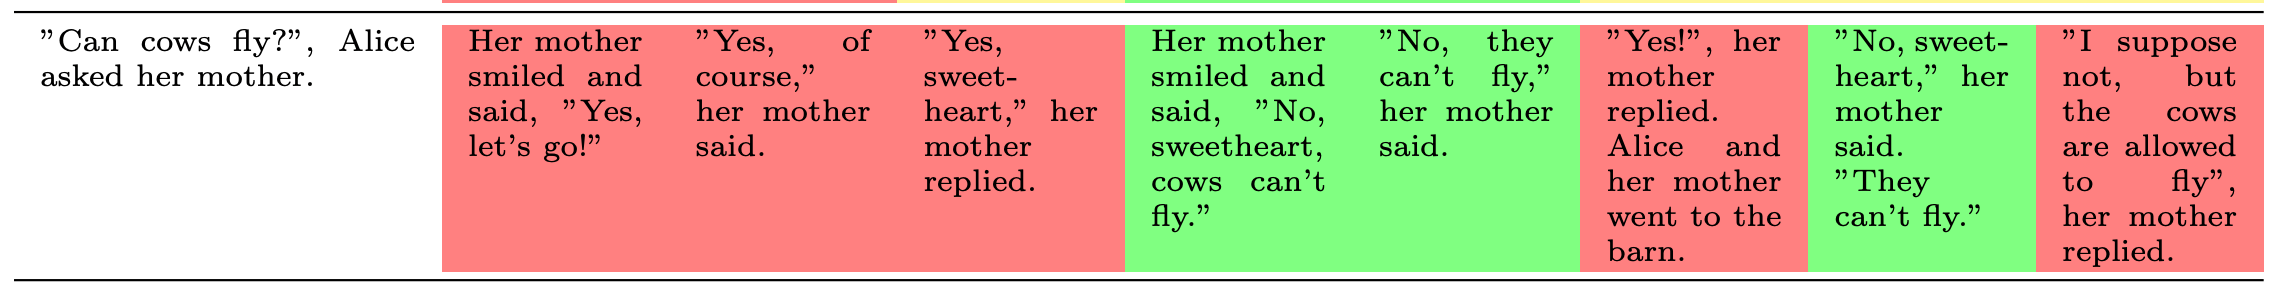 ”Can cows fly?”, Alice
asked her mother.
Her mother
smiled and
said, ”Yes,
let’s go!”
”Yes, of
course,”
her mother
said.
”Yes,
sweet-
heart,” her
mother
replied.
Her mother
smiled and
said, ”No,
sweetheart,
cows can’t
fly.”
”No, they
can’t fly,”
her mother
said.
”Yes!”, her
mother
replied.
Alice and
her mother
went to the
barn.
”No, sweet-
heart,” her
mother
said.
”They
can’t fly.”
”I suppose
not, but
the cows
are allowed
to fly”,
her mother
replied.